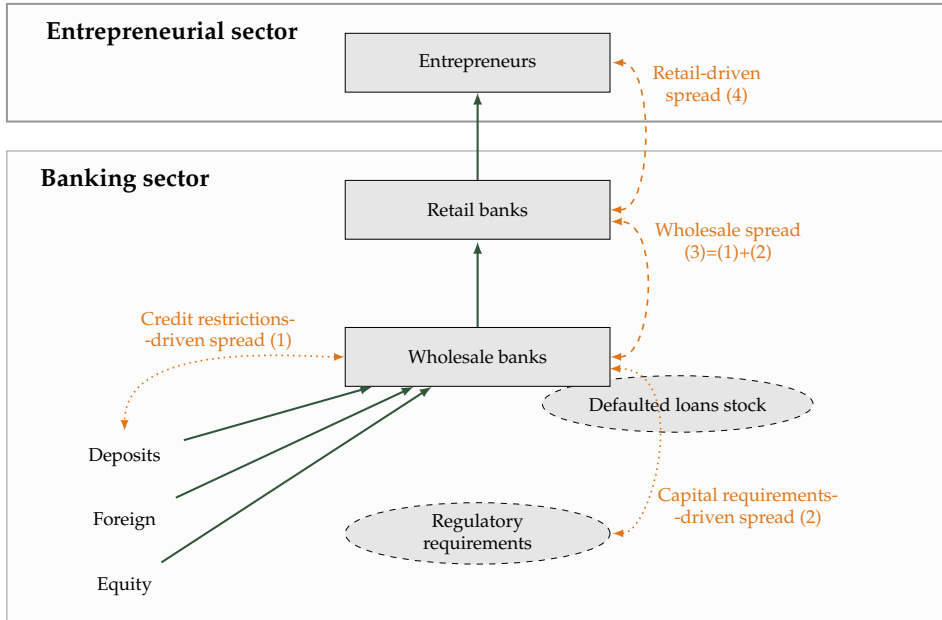 Entrepreneurial sector
Entrepreneurs
Retail-driven
spread (4)
Banking sector
Retail banks
Wholesale spread
(3)=(1)+(2)
Credit restrictions-
-driven spread (1)
Wholesale banks
Defaulted loans stock
Deposits
Foreign
Equity
Regulatory
requirements
Capital requirements-
-driven spread (2)